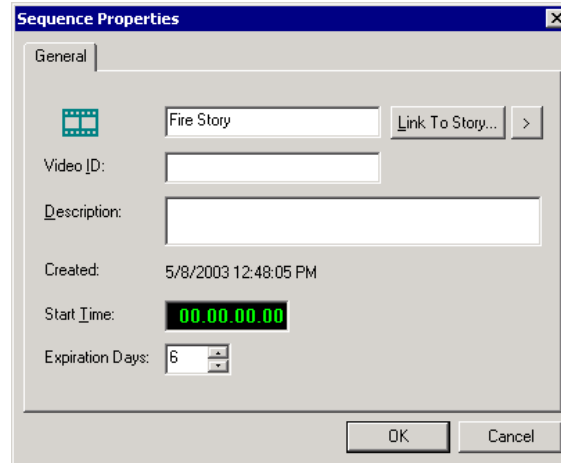 Sequence Properties
General
Fire Story
Link To Story...
>
Video ID:
Description:
Created: 5/8/2003 12:48:05 PM
Start Time: 00.00.00.00
Expiration Days: 6
OK Cancel